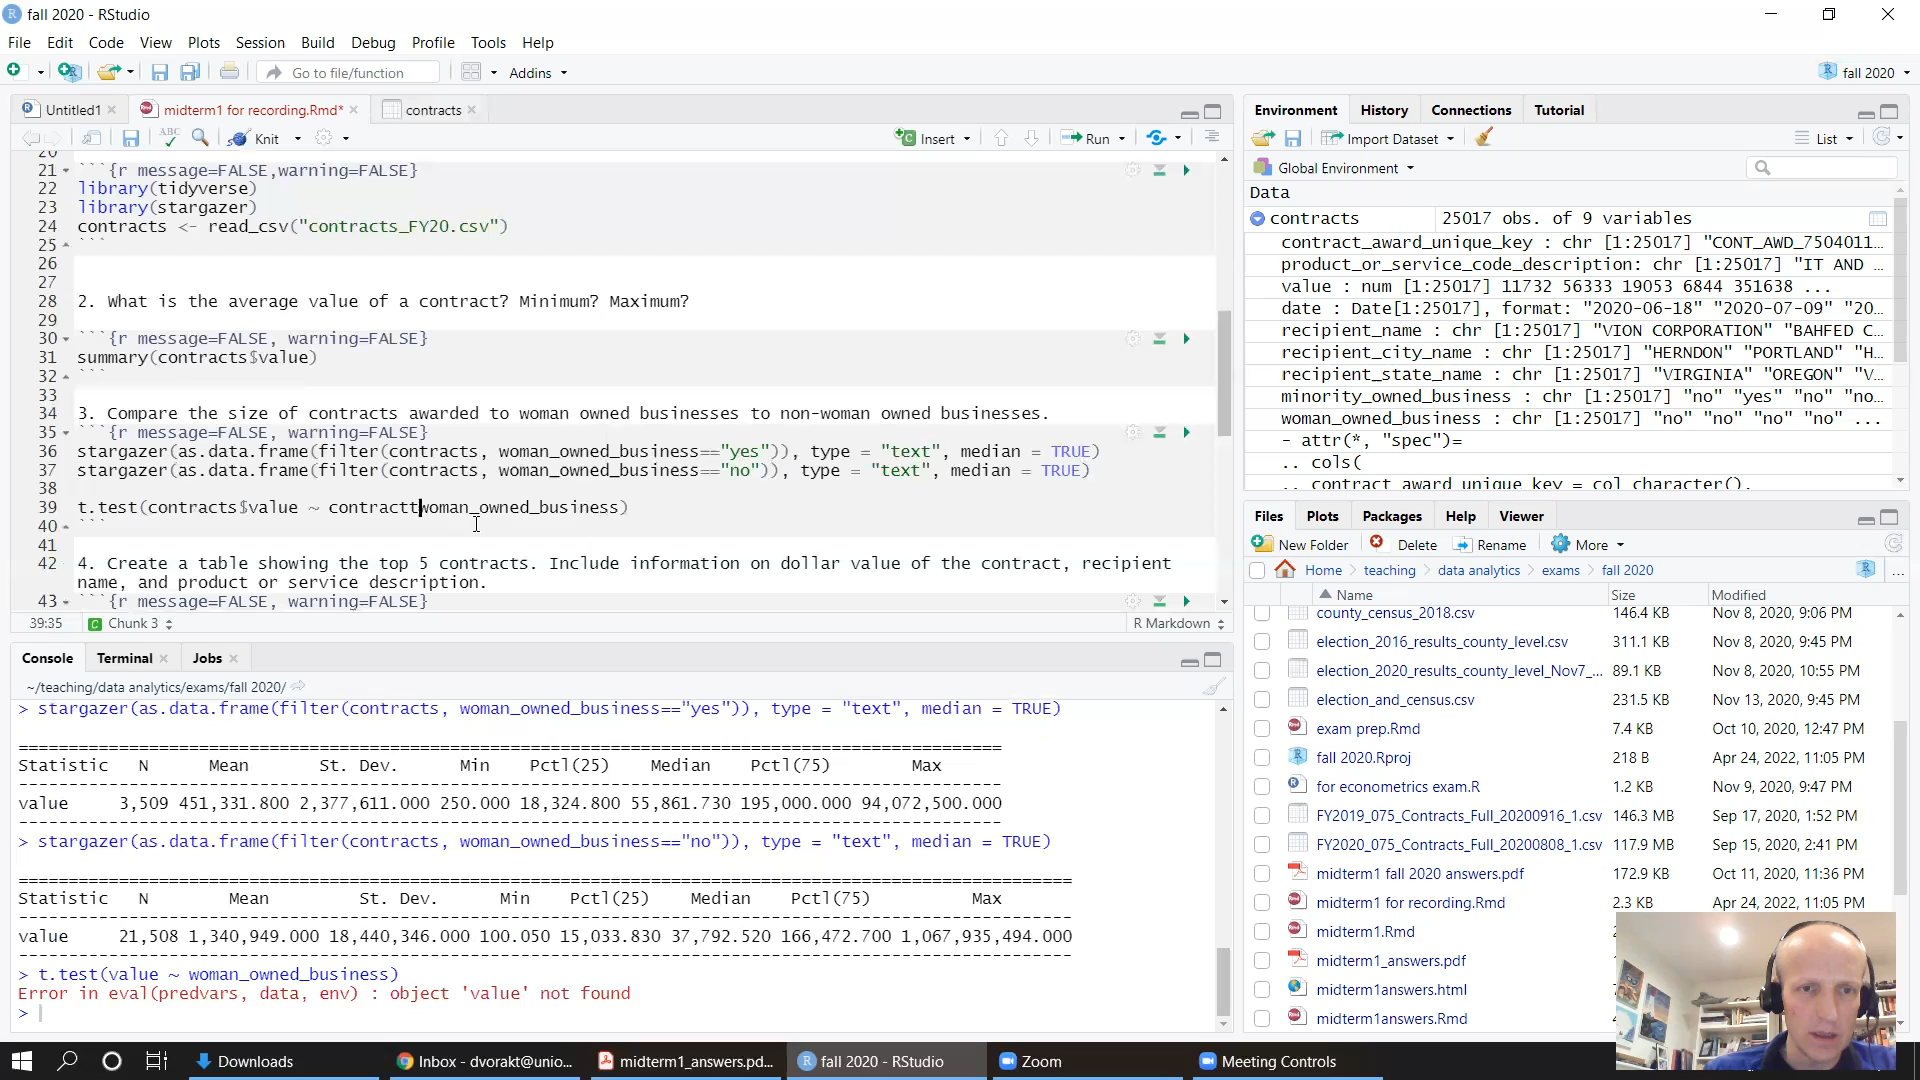 fall 2020 - RStudio
File Edit Code View Plots Session Build Debug Profile Tools Help
Go to file/function Addins fall 2020
Untitled1 midterm1 for recording.Rmd* contracts
ABC Knit Insert Run
20
21 ```{r message=FALSE,warning=FALSE}
22 library(tidyverse)
23 library(stargazer)
24 contracts <- read_csv("contracts_FY20.csv")
25 ```
26
27
28 2. What is the average value of a contract? Minimum? Maximum?
29
30 ```{r message=FALSE, warning=FALSE}
31 summary(contracts$value)
32 ```
33
34 3. Compare the size of contracts awarded to woman owned businesses to non-woman owned businesses.
35 ```{r message=FALSE, warning=FALSE}
36 stargazer(as.data.frame(filter(contracts, woman_owned_business=="yes")), type = "text", median = TRUE)
37 stargazer(as.data.frame(filter(contracts, woman_owned_business=="no")), type = "text", median = TRUE)
38
39 t.test(contracts$value ~ contracttwoman_owned_business)
40 ```
41
42 4. Create a table showing the top 5 contracts. Include information on dollar value of the contract, recipient
name, and product or service description.
43 ```{r message=FALSE, warning=FALSE}
39:35 Chunk 3 R Markdown
Console Terminal Jobs
~/teaching/data analytics/exams/fall 2020/
> stargazer(as.data.frame(filter(contracts, woman_owned_business=="yes")), type = "text", median = TRUE)
Statistic N Mean St. Dev. Min Pctl(25) Median Pctl(75) Max
value 3,509 451,331.800 2,377,611.000 250.000 18,324.800 55,861.730 195,000.000 94,072,500.000
> stargazer(as.data.frame(filter(contracts, woman_owned_business=="no")), type = "text", median = TRUE)
Statistic N Mean St. Dev. Min Pctl(25) Median Pctl(75) Max
value 21,508 1,340,949.000 18,440,346.000 100.050 15,033.830 37,792.520 166,472.700 1,067,935,494.000
> t.test(value ~ woman_owned_business)
Error in eval(predvars, data, env) : object 'value' not found
>
Environment History Connections Tutorial
Import Dataset List
Global Environment
Data
contracts 25017 obs. of 9 variables
contract_award_unique_key : chr [1:25017] "CONT_AWD_7504011...
product_or_service_code_description: chr [1:25017] "IT AND ...
value : num [1:25017] 11732 56333 19053 6844 351638 ...
date : Date[1:25017], format: "2020-06-18" "2020-07-09" "20...
recipient_name : chr [1:25017] "VION CORPORATION" "BAHFED C...
recipient_city_name : chr [1:25017] "HERNDON" "PORTLAND" "H...
recipient_state_name : chr [1:25017] "VIRGINIA" "OREGON" "V...
minority_owned_business : chr [1:25017] "no" "yes" "no" "no...
woman_owned_business : chr [1:25017] "no" "no" "no" "no" ...
- attr(*, "spec")=
.. cols(
.. contract_award_unique_key = col_character(),
Files Plots Packages Help Viewer
New Folder Delete Rename More
Home teaching data analytics exams fall 2020 ...
Name Size Modified
county_census_2018.csv 146.4 KB Nov 8, 2020, 9:06 PM
election_2016_results_county_level.csv 311.1 KB Nov 8, 2020, 9:45 PM
election_2020_results_county_level_Nov7_... 89.1 KB Nov 8, 2020, 10:55 PM
election_and_census.csv 231.5 KB Nov 13, 2020, 9:45 PM
exam prep.Rmd 7.4 KB Oct 10, 2020, 12:47 PM
fall 2020.Rproj 218 B Apr 24, 2022, 11:05 PM
for econometrics exam.R 1.2 KB Nov 9, 2020, 9:47 PM
FY2019_075_Contracts_Full_20200916_1.csv 146.3 MB Sep 17, 2020, 1:52 PM
FY2020_075_Contracts_Full_20200808_1.csv 117.9 MB Sep 15, 2020, 2:41 PM
midterm1 fall 2020 answers.pdf 172.9 KB Oct 11, 2020, 11:36 PM
midterm1 for recording.Rmd 2.3 KB Apr 24, 2022, 11:05 PM
midterm1.Rmd
midterm1_answers.pdf
midterm1answers.html
midterm1answers.Rmd
Downloads Inbox - dvorakt@unio... midterm1_answers.pd... fall 2020 - RStudio Zoom Meeting Controls